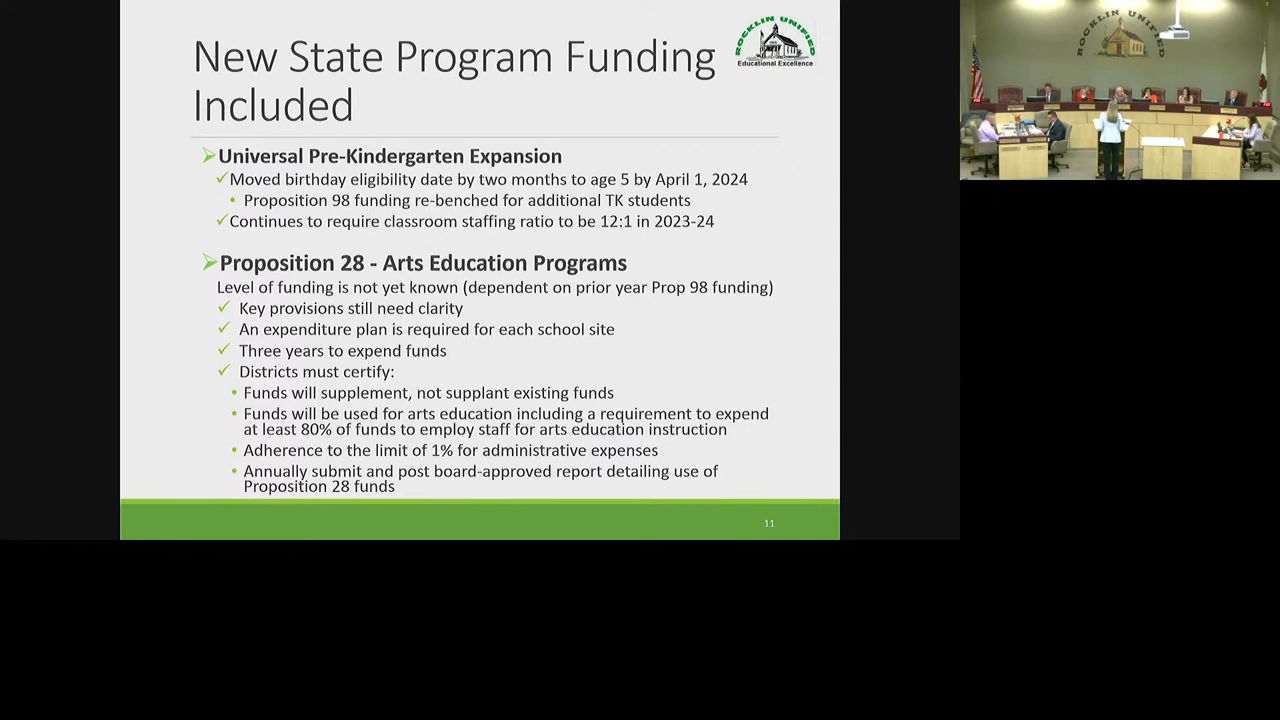 New State Program Funding
Included
ROCKLIN UNIFIED
Educational Excellence
Universal Pre-Kindergarten Expansion
Moved birthday eligibility date by two months to age 5 by April 1, 2024
Proposition 98 funding re-benched for additional TK students
Continues to require classroom staffing ratio to be 12:1 in 2023-24
Proposition 28 - Arts Education Programs
Level of funding is not yet known (dependent on prior year Prop 98 funding)
Key provisions still need clarity
An expenditure plan is required for each school site
Three years to expend funds
Districts must certify:
Funds will supplement, not supplant existing funds
Funds will be used for arts education including a requirement to expend
at least 80% of funds to employ staff for arts education instruction
Adherence to the limit of 1% for administrative expenses
Annually submit and post board-approved report detailing use of
Proposition 28 funds
11
ROCKLIN UNIFIED